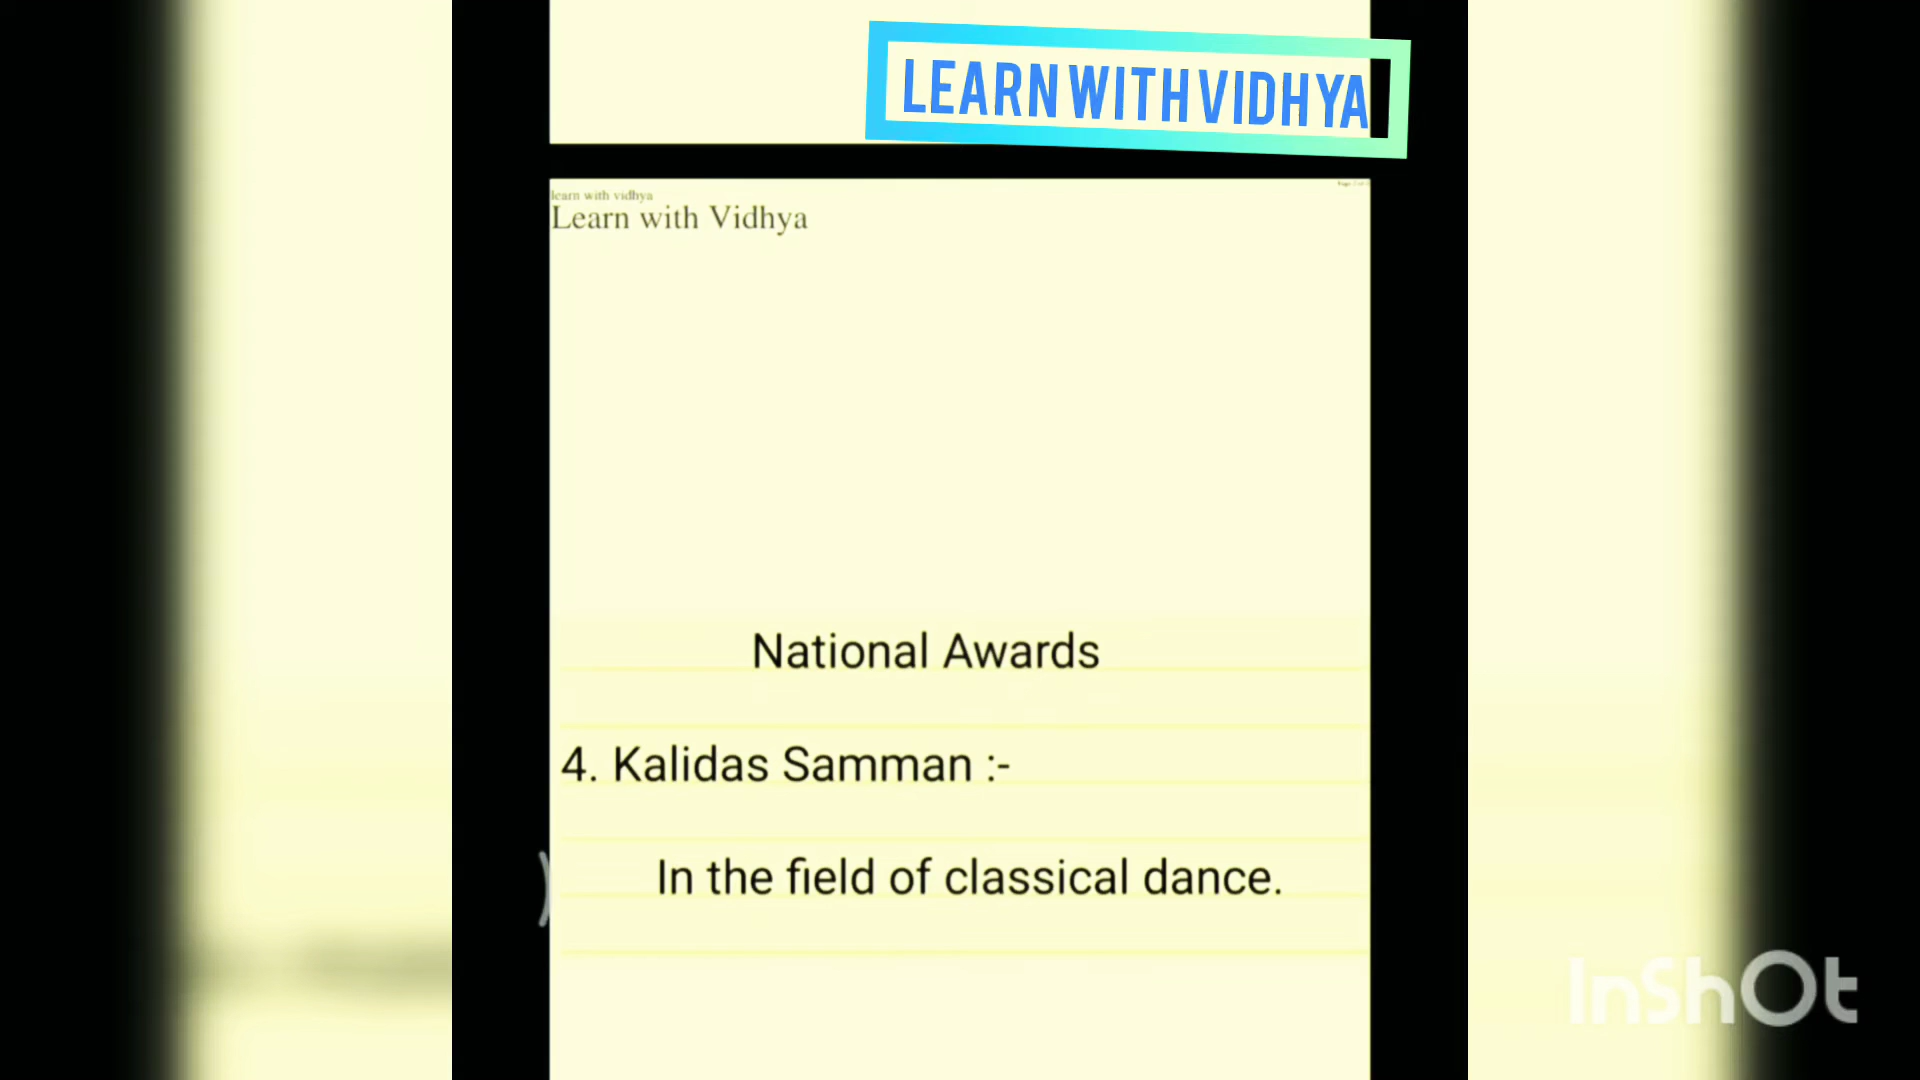 LEARN WITH VIDHYA
learn with vidhya
Learn with Vidhya
National Awards
4. Kalidas Samman :-
In the field of classical dance.
InShOt